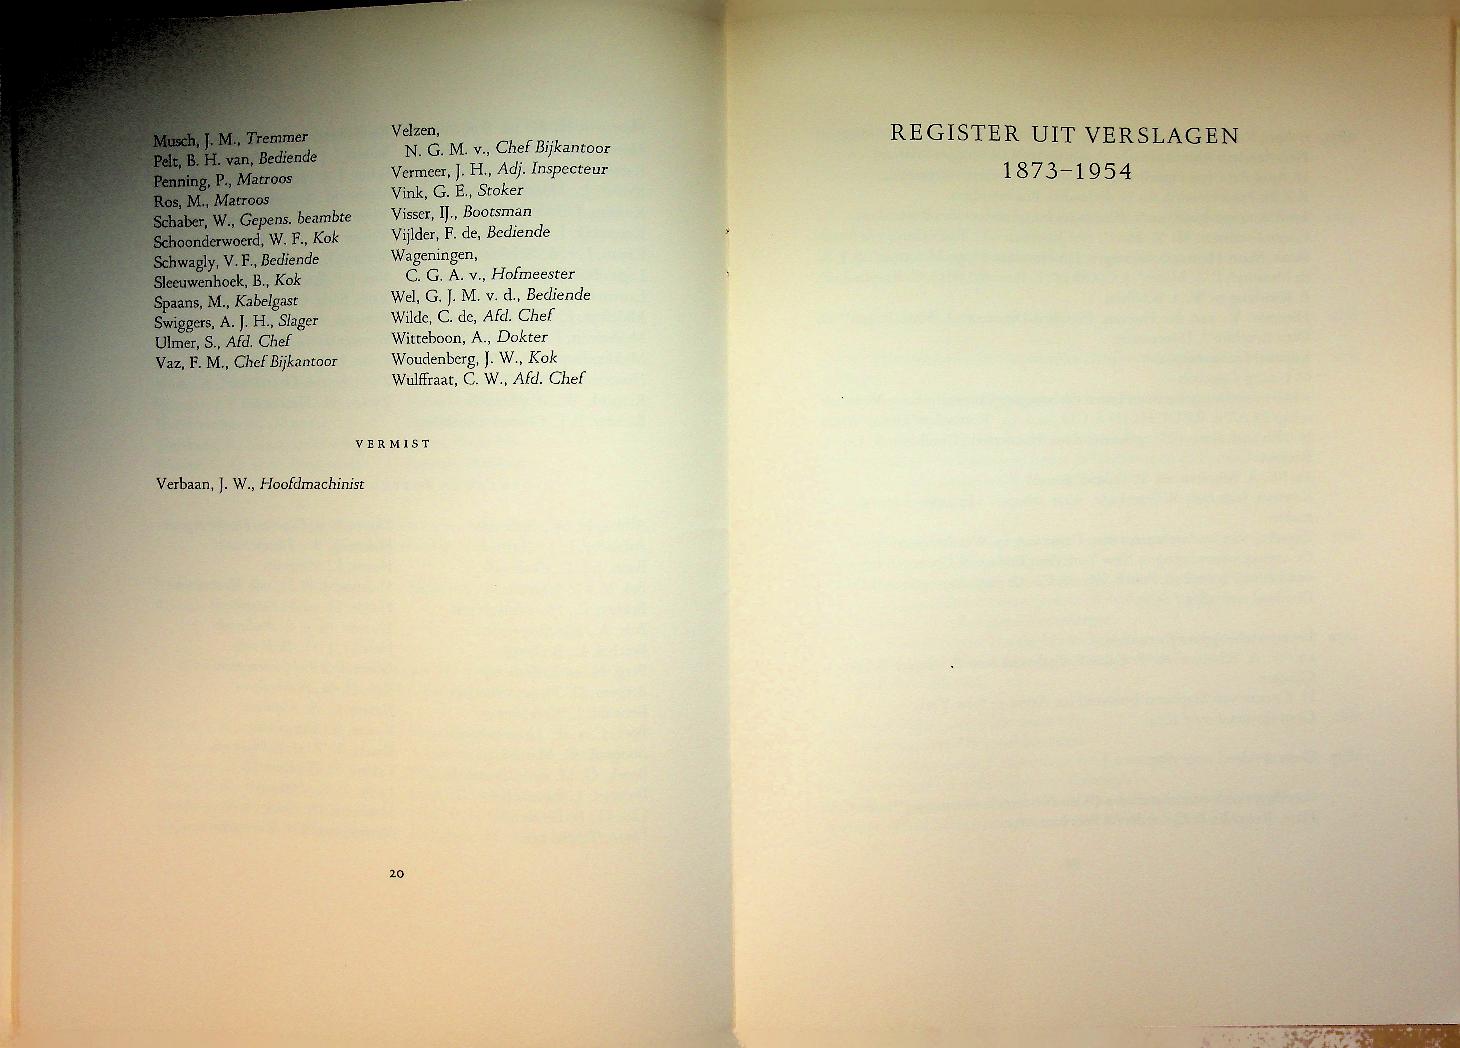 Musch, J. M., Tremmer
Pelt, B. H. van, Bediende
Penning, P., Matroos
Ros, M., Matroos
Schaber, W., Gepens. beambte
Schoonderwoerd, W. F., Kok
Schwagly, V. F., Bediende
Sleeuwenhoek, B., Kok
Spaans, M., Kabelgast
Swiggers, A. J. H., Slager
Ulmer, S., Afd. Chef
Vaz, F. M., Chef Bijkantoor
Velzen,
N. G. M. v., Chef Bijkantoor
Vermeer, J. H., Adj. Inspecteur
Vink, G. E., Stoker
Visser, IJ., Bootsman
Vijlder, F. de, Bediende
Wageningen,
C. G. A. v., Hofmeester
Wel, G. J. M. v. d., Bediende
Wilde, C. de, Afd. Chef
Witteboon, A., Dokter
Woudenberg, J. W., Kok
Wulffraat, C. W., Afd. Chef
VERMIST
Verbaan, J. W., Hoofdmachinist
20
REGISTER UIT VERSLAGEN
1873–1954